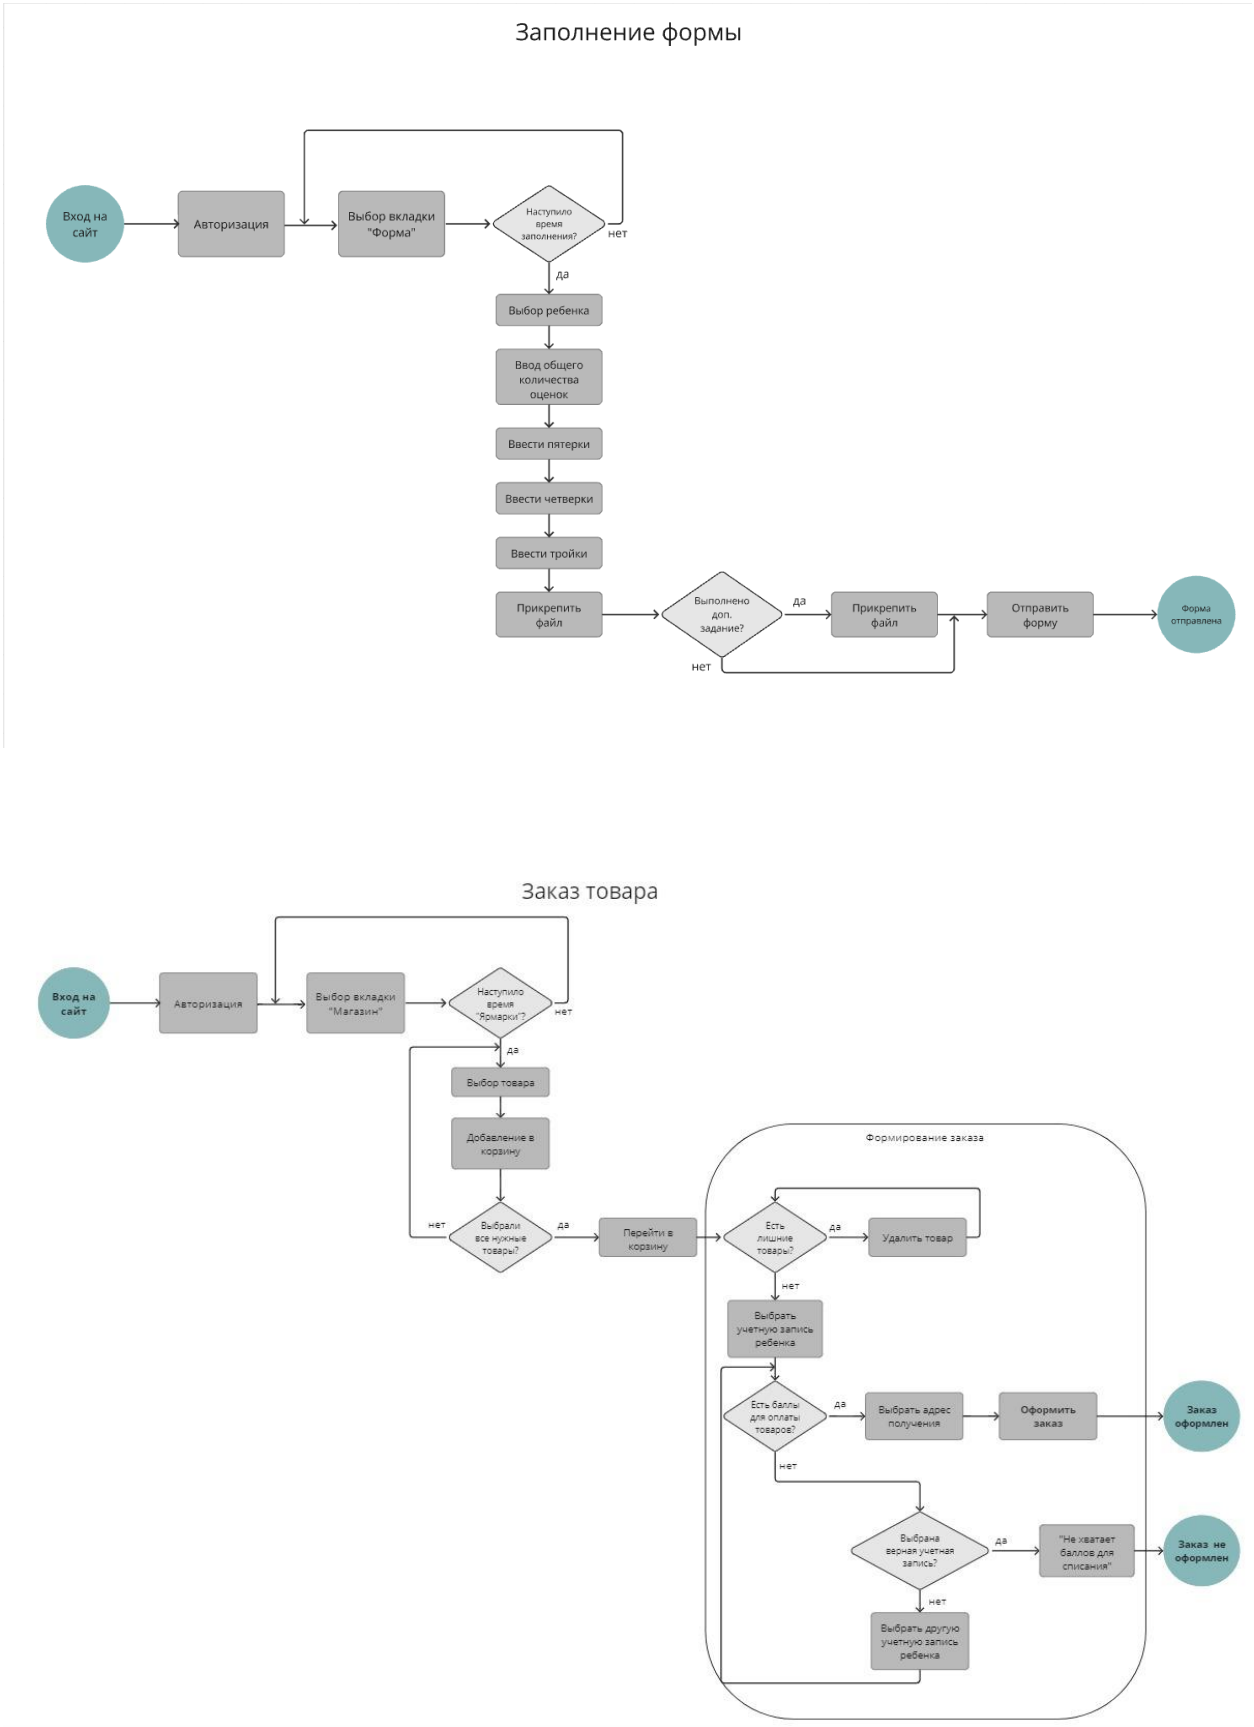 Заполнение формы
Вход на
сайт
Авторизация
Выбор вкладки
"Форма"
Наступило
время
заполнения?
нет
да
Выбор ребенка
Ввод общего
количества
оценок
Ввести пятерки
Ввести четверки
Ввести тройки
Прикрепить
файл
Выполнено
доп.
задание?
да
нет
Прикрепить
файл
Отправить
форму
Форма
отправлена
Заказ товара
Вход на
сайт
Авторизация
Выбор вкладки
"Магазин"
Наступило
время
"Ярмарки"?
нет
да
Выбор товара
Добавление в
корзину
Выбрали
все нужные
товары?
нет
да
Перейти в
корзину
Формирование заказа
Есть
лишние
товары?
да
Удалить товар
нет
Выбрать
учетную запись
ребенка
Есть баллы
для оплаты
товаров?
да
Выбрать адрес
получения
Оформить
заказ
Заказ
оформлен
нет
Выбрана
верная учетная
запись?
да
"Не хватает
баллов для
списания"
Заказ не
оформлен
нет
Выбрать другую
учетную запись
ребенка